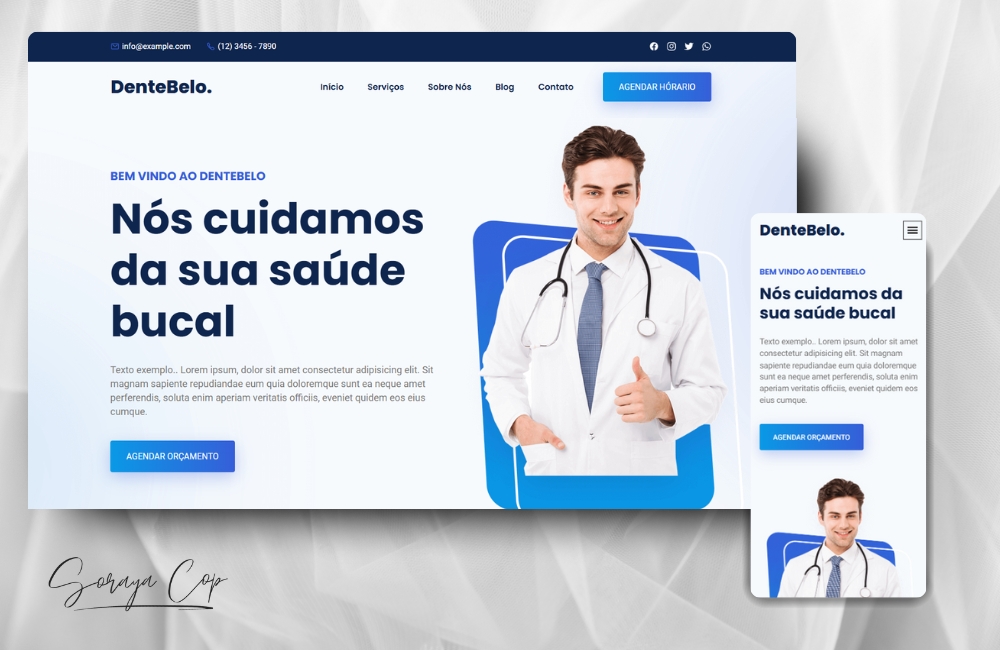 info@example.com (12) 3456 - 7890
DenteBelo.
Início Serviços Sobre Nós Blog Contato AGENDAR HÓRARIO
BEM VINDO AO DENTEBELO
Nós cuidamos
da sua saúde
bucal
Texto exemplo.. Lorem ipsum, dolor sit amet consectetur adipisicing elit. Sit
magnam sapiente repudiandae eum quia doloremque sunt ea neque amet
perferendis, soluta enim aperiam veritatis officiis, eveniet quidem eos eius
cumque.
AGENDAR ORÇAMENTO
DenteBelo.
BEM VINDO AO DENTEBELO
Nós cuidamos da
sua saúde bucal
Texto exemplo.. Lorem ipsum, dolor sit amet
consectetur adipisicing elit. Sit magnam
sapiente repudiandae eum quia doloremque
sunt ea neque amet perferendis, soluta enim
aperiam veritatis officiis, eveniet quidem eos
eius cumque.
AGENDAR ORÇAMENTO
Soraya Cop